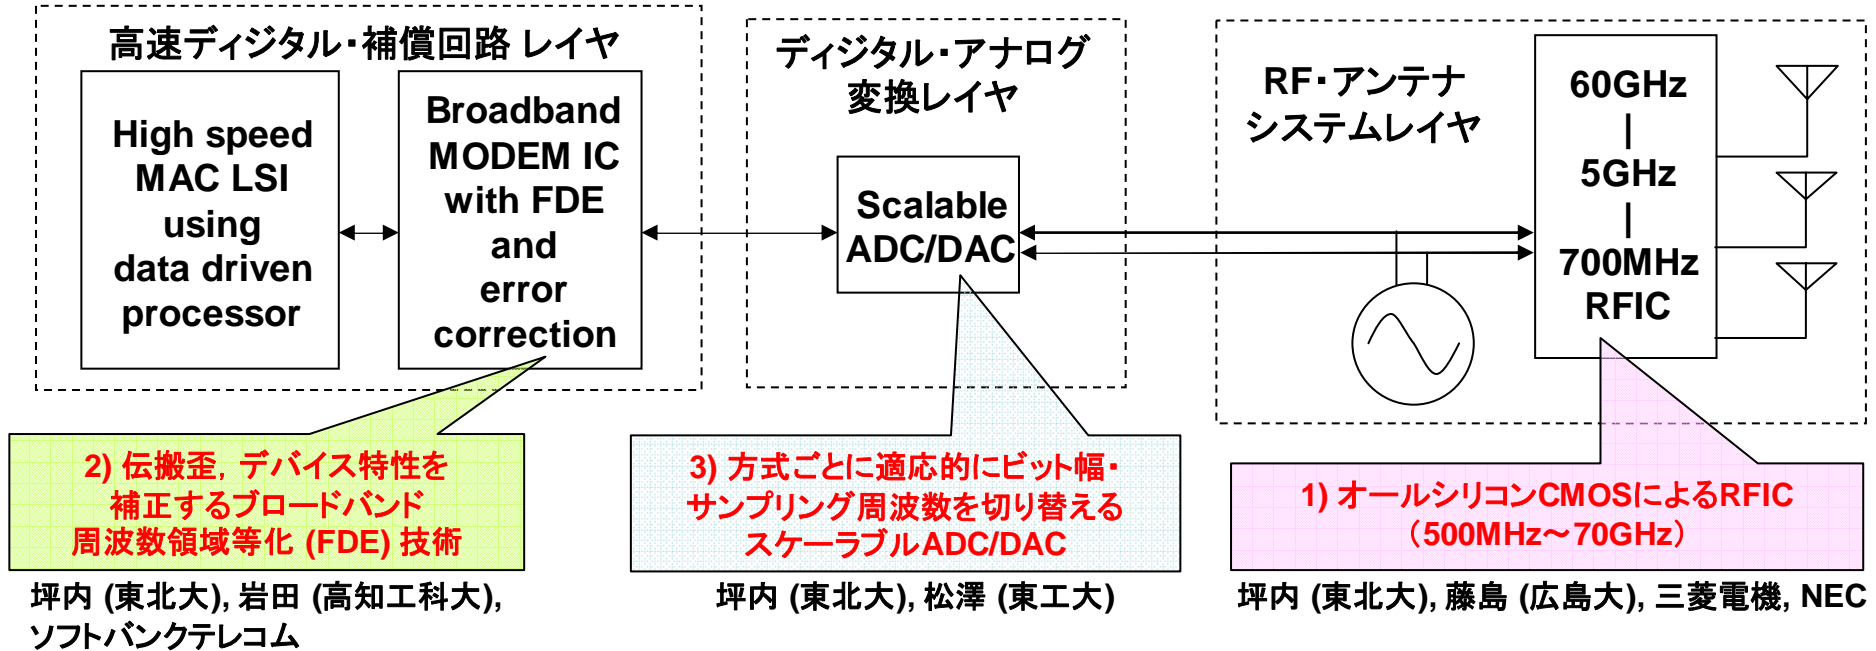 高速ディジタル・補償回路 レイヤ
High speed
MAC LSI
using
data driven
processor
Broadband
MODEM IC
with FDE
and
error
correction
ディジタル・アナログ
変換レイヤ
Scalable
ADC/DAC
RF・アンテナ
システムレイヤ
60GHz
|
5GHz
|
700MHz
RFIC
2) 伝搬歪, デバイス特性を
補正するブロードバンド
周波数領域等化 (FDE) 技術
坪内 (東北大), 岩田 (高知工科大),
ソフトバンクテレコム
3) 方式ごとに適応的にビット幅・
サンプリング周波数を切り替える
スケーラブルADC/DAC
坪内 (東北大), 松澤 (東工大)
1) オールシリコンCMOSによるRFIC
（500MHz～70GHz）
坪内 (東北大), 藤島 (広島大), 三菱電機, NEC